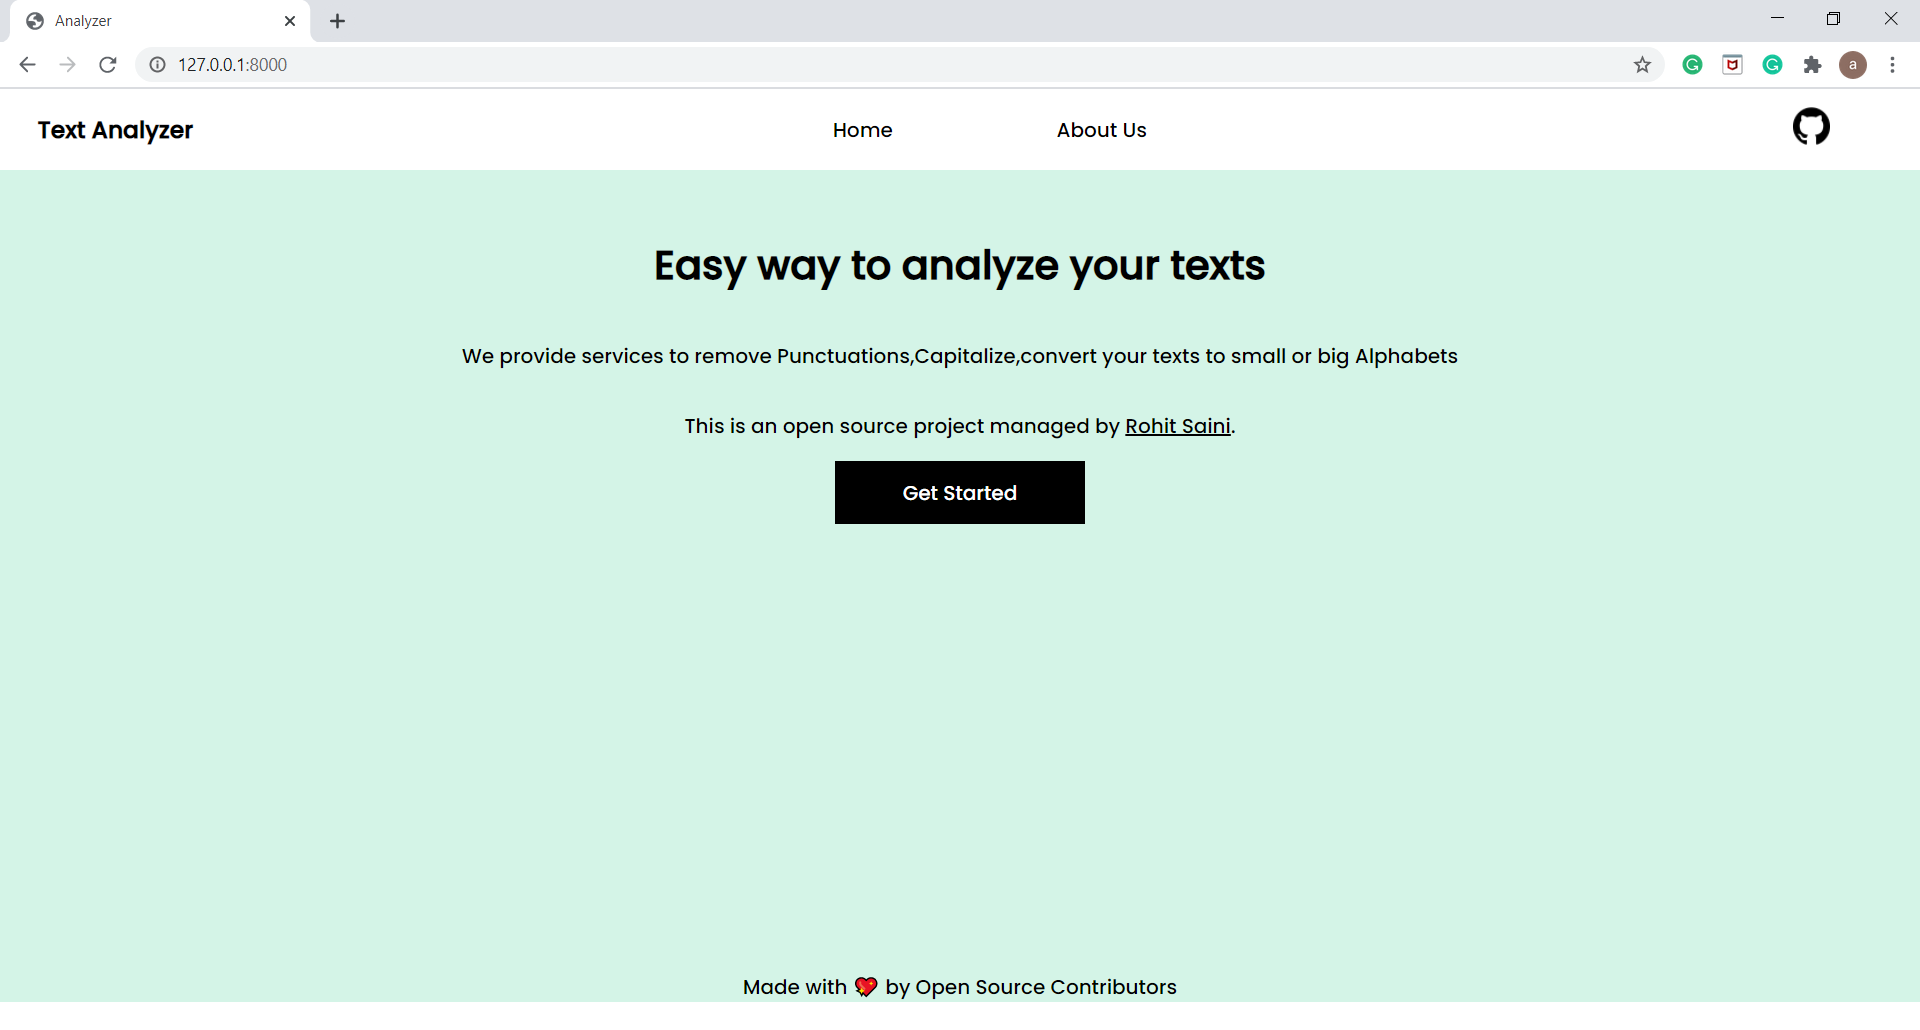 Analyzer
127.0.0.1:8000
a
Text Analyzer
Home
About Us
Easy way to analyze your texts
We provide services to remove Punctuations,Capitalize,convert your texts to small or big Alphabets
This is an open source project managed by Rohit Saini.
Get Started
Made with 💖 by Open Source Contributors